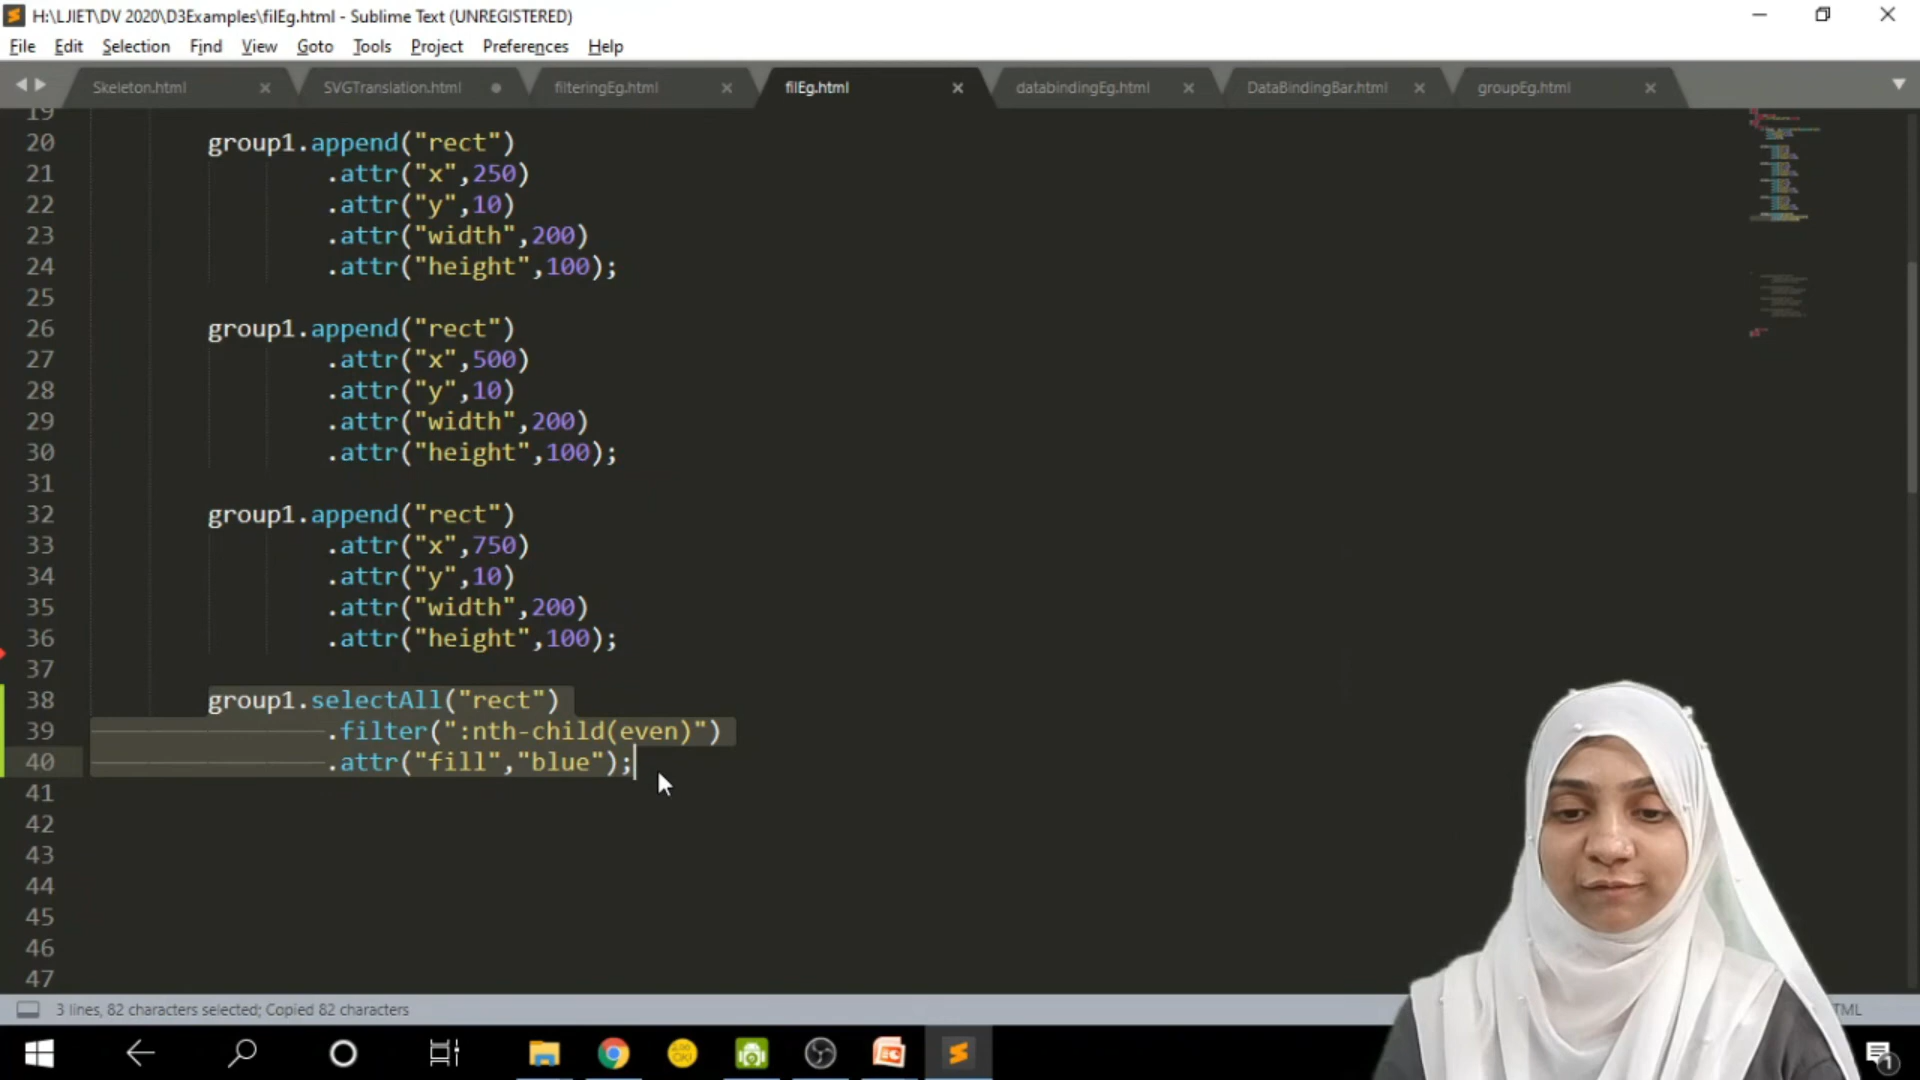 H:\LJIET\DV 2020\D3Examples\filEg.html - Sublime Text (UNREGISTERED)
File Edit Selection Find View Goto Tools Project Preferences Help
Skeleton.html SVGTranslation.html filteringEg.html filEg.html databindingEg.html DataBindingBar.html groupEg.html
19
20 group1.append("rect")
21 .attr("x",250)
22 .attr("y",10)
23 .attr("width",200)
24 .attr("height",100);
25
26 group1.append("rect")
27 .attr("x",500)
28 .attr("y",10)
29 .attr("width",200)
30 .attr("height",100);
31
32 group1.append("rect")
33 .attr("x",750)
34 .attr("y",10)
35 .attr("width",200)
36 .attr("height",100);
37
38 group1.selectAll("rect")
39 .filter(":nth-child(even)")
40 .attr("fill","blue");
41
42
43
44
45
46
47
3 lines, 82 characters selected; Copied 82 characters TML
1